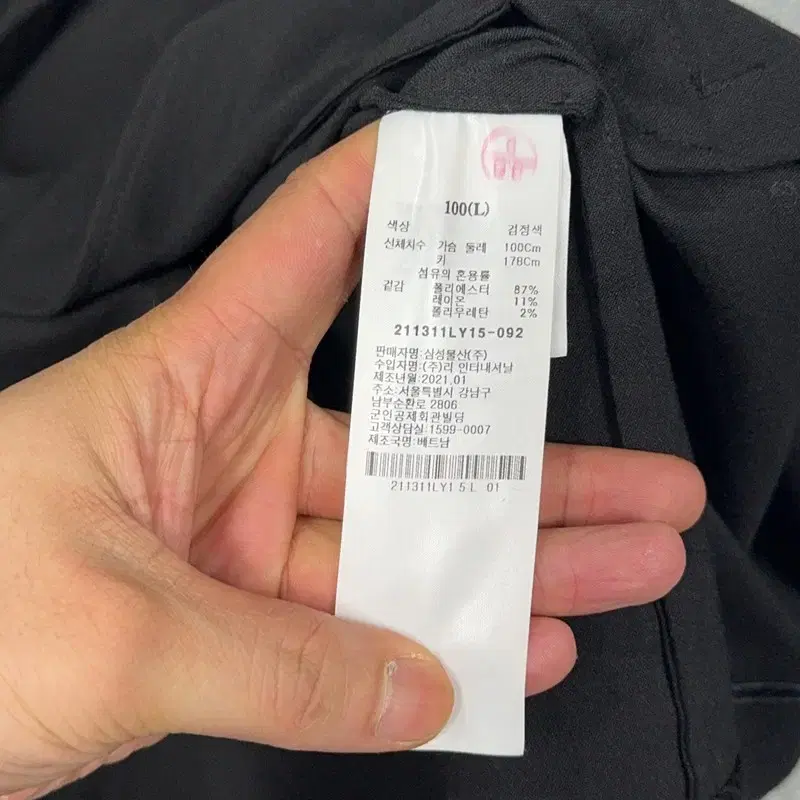 100(L)
색상 검정색
신체치수 가슴 둘레 100Cm
키 178Cm
섬유의 혼용률
겉감 폴리에스터 87%
레이온 11%
폴리우레탄 2%
211311LY15-092
판매자명:삼성물산(주)
수입자명:(주)리 인터내셔날
제조년월:2021.01
주소:서울특별시 강남구
남부순환로 2806
군인공제회관빌딩
고객상담실:1599-0007
제조국명:베트남
211311LY1 5 L 01